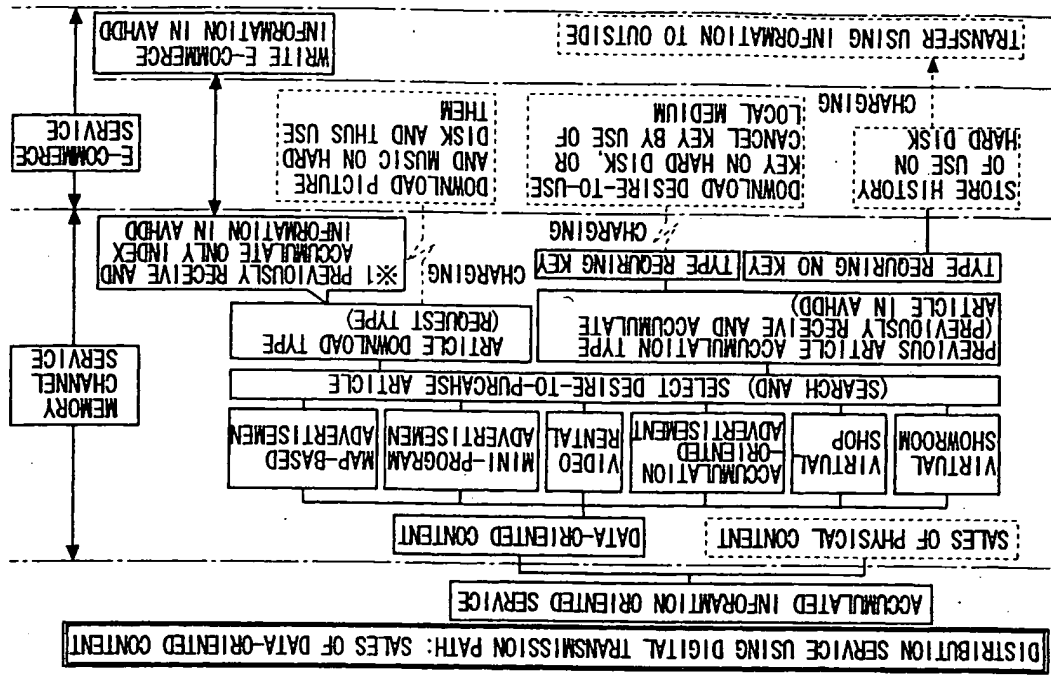 DISTRIBUTION SERVICE USING DIGITAL TRANSMISSION PATH: SALES OF DATA-ORIENTED CONTENT
ACCUMULATED INFORAMTION ORIENTED SERVICE
SALES OF PHYSICAL CONTENT
DATA-ORIENTED CONTENT
VIRTUAL
SHOWROOM
VIRTUAL
SHOP
ACCUMULATION
-ORIENTED
ADVERTISEMENT
VIDEO
RENTAL
MINI-PROGRAM
ADVERTISEMEN
MAP-BASED
ADVERTISEMEN
(SEARCH AND) SELECT DESIRE-TO-PURCAHSE ARTICLE
PREVIOUS ARTICLE ACCUMULATION TYPE
(PREVIOUSLY RECEIVE AND ACCUMULATE
ARTICLE IN AVHDD)
ARTICLE DOWNLOAD TYPE
(REQUEST TYPE)
MEMORY
CHANNEL
SERVICE
TYPE REQUIRING NO KEY
TYPE REQUIRING KEY
CHARGING
CHARGING
※1 PREVIOUSLY RECEIVE AND
ACCUMULATE ONLY INDEX
INFORMATION IN AVHDD
STORE HISTORY
OF USE ON
HARD DISK
DOWNLOAD DESIRE-TO-USE
KEY ON HARD DISK, OR
CANCEL KEY BY USE OF
LOCAL MEDIUM
DOWNLOAD PICTURE
AND MUSIC ON HARD
DISK AND THUS USE
THEM
E-COMMERCE
SERVICE
CHARGING
TRANSFER USING INFORMATION TO OUTSIDE
WRITE E-COMMERCE
INFORMATION IN AVHDD